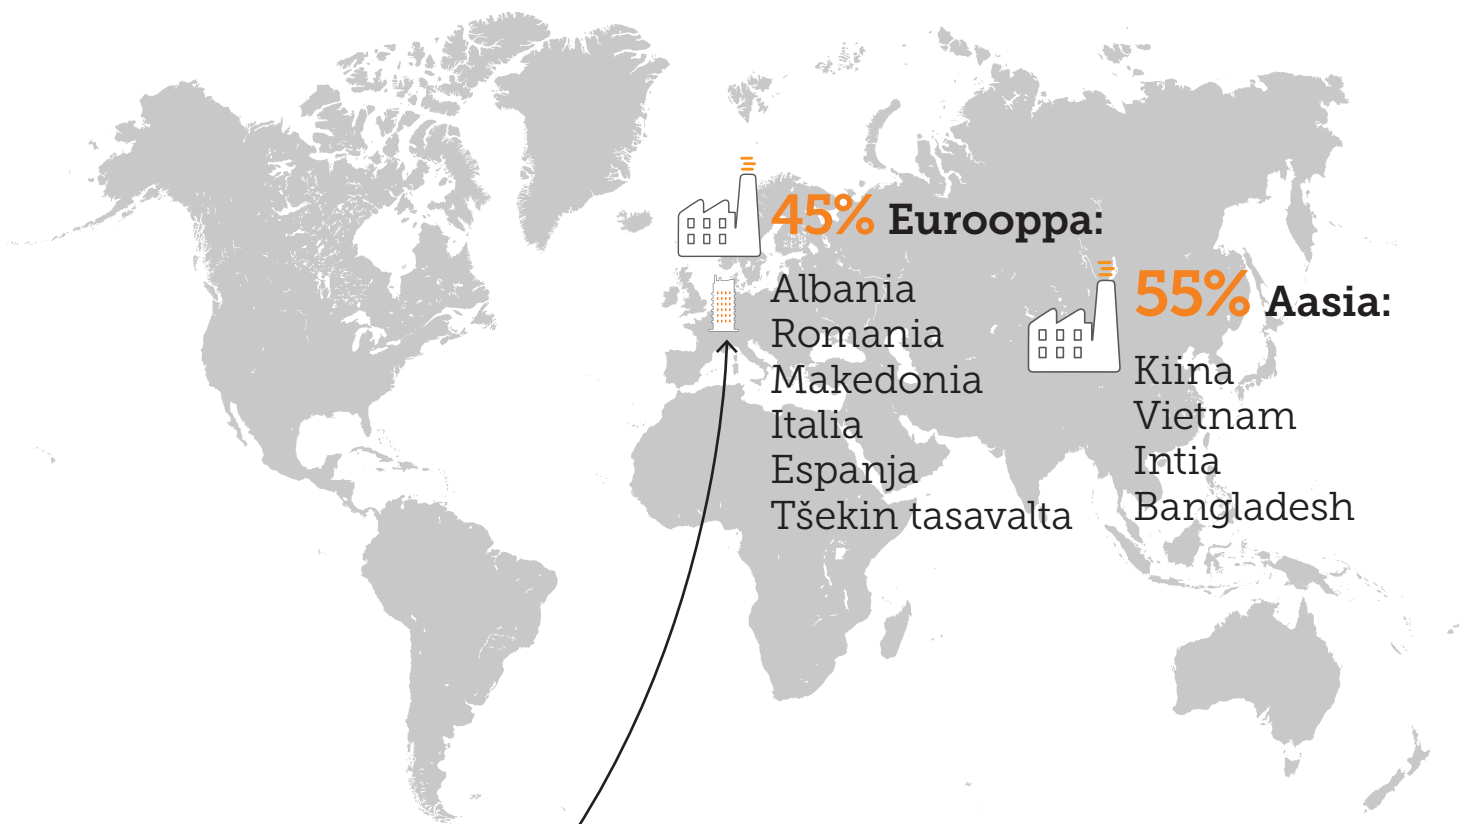 45% Eurooppa:
Albania
Romania
Makedonia
Italia
Espanja
Tšekin tasavalta
55% Aasia:
Kiina
Vietnam
Intia
Bangladesh